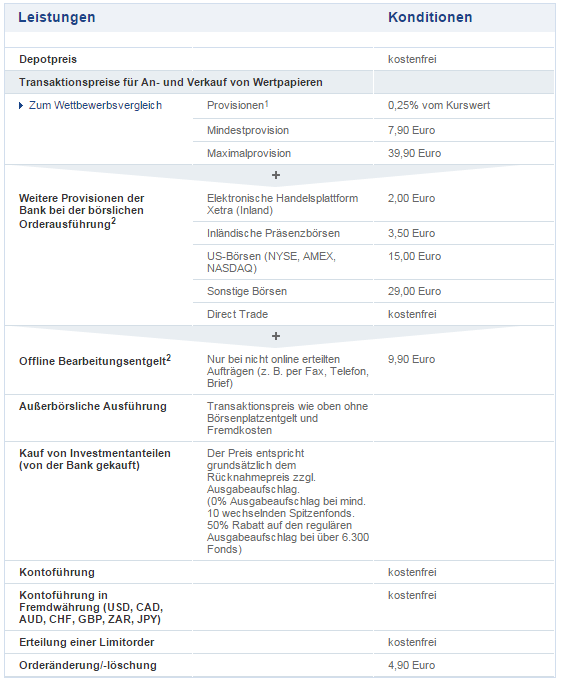 Leistungen Konditionen
Depotpreis kostenfrei
Transaktionspreise für An- und Verkauf von Wertpapieren
Zum Wettbewerbsvergleich Provisionen1 0,25% vom Kurswert
Mindestprovision 7,90 Euro
Maximalprovision 39,90 Euro
+
Weitere Provisionen der
Bank bei der börslichen
Orderausführung2
Elektronische Handelsplattform
Xetra (Inland)
2,00 Euro
Inländische Präsenzbörsen 3,50 Euro
US-Börsen (NYSE, AMEX,
NASDAQ)
15,00 Euro
Sonstige Börsen 29,00 Euro
Direct Trade kostenfrei
+
Offline Bearbeitungsentgelt2
Nur bei nicht online erteilten
Aufträgen (z. B. per Fax, Telefon,
Brief)
9,90 Euro
Außerbörsliche Ausführung
Transaktionspreis wie oben ohne
Börsenplatzentgelt und
Fremdkosten
Kauf von Investmentanteilen
(von der Bank gekauft)
Der Preis entspricht
grundsätzlich dem
Rücknahmepreis zzgl.
Ausgabeaufschlag.
(0% Ausgabeaufschlag bei mind.
10 wechselnden Spitzenfonds.
50% Rabatt auf den regulären
Ausgabeaufschlag bei über 6.300
Fonds)
Kontoführung kostenfrei
Kontoführung in
Fremdwährung (USD, CAD,
AUD, CHF, GBP, ZAR, JPY)
kostenfrei
Erteilung einer Limitorder kostenfrei
Orderänderung/-löschung 4,90 Euro